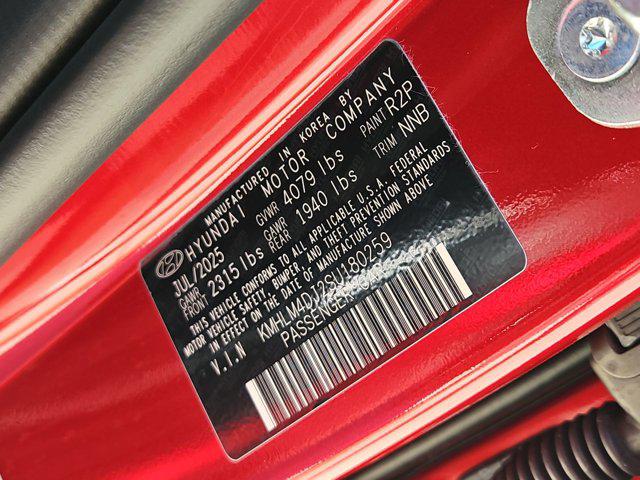 MANUFACTURED IN KOREA BY
HYUNDAI MOTOR COMPANY
JUL/2025 GVWR 4079 lbs PAINT R2P
GAWR FRONT 2315 lbs GAWR REAR 1940 lbs TRIM NNB
THIS VEHICLE CONFORMS TO ALL APPLICABLE U.S.A. FEDERAL
MOTOR VEHICLE SAFETY, BUMPER AND THEFT PREVENTION STANDARDS
IN EFFECT ON THE DATE OF MANUFACTURE SHOWN ABOVE
V.I.N KMHLM4DJ2SU180259
PASSENGER